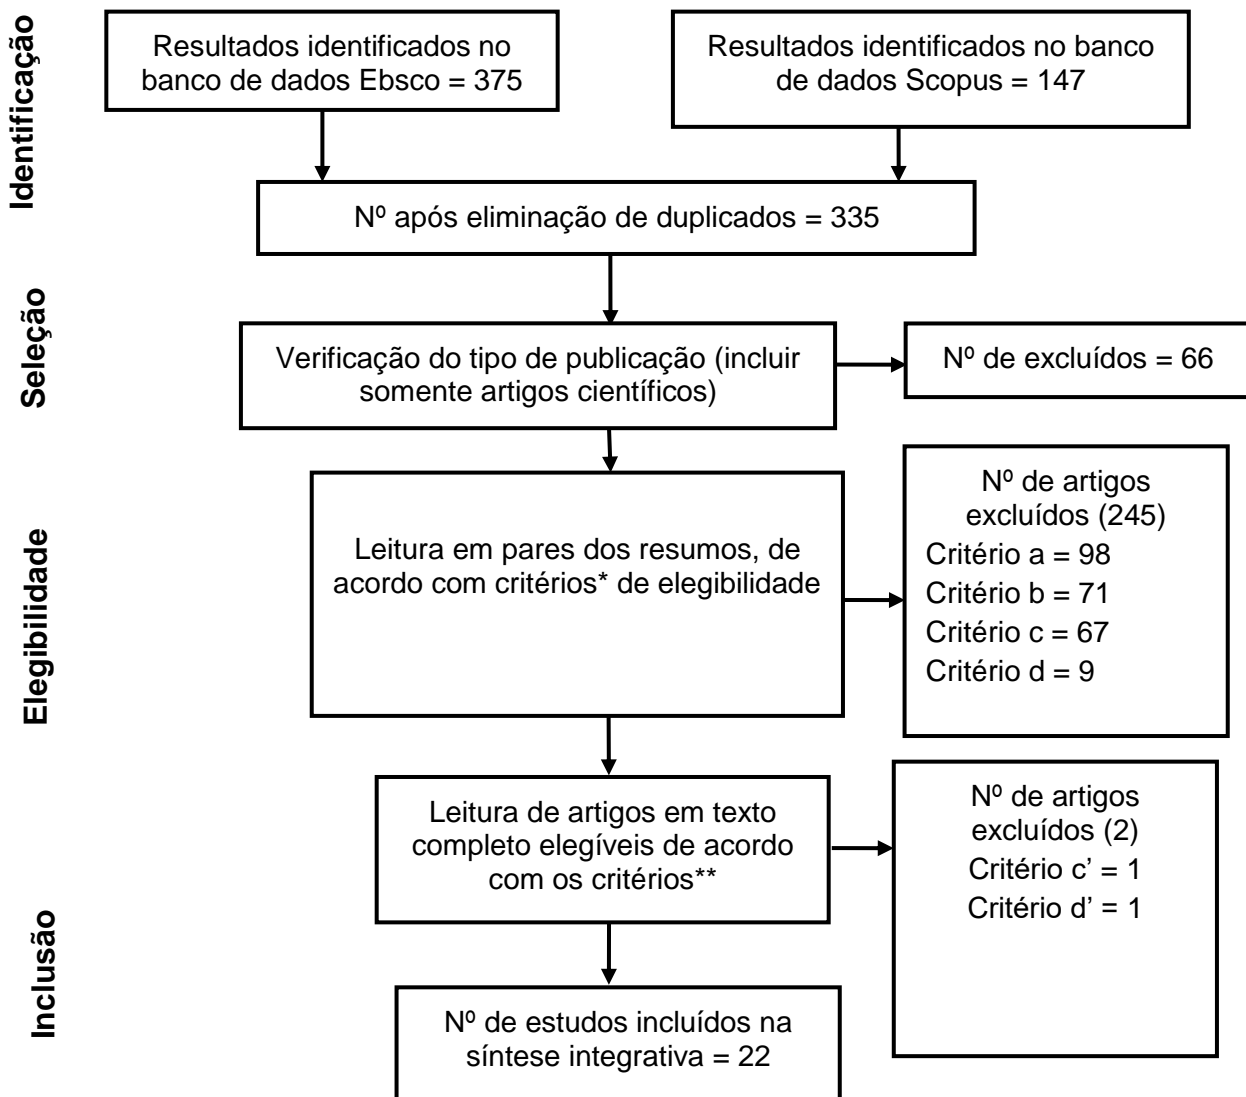 Identificação
Resultados identificados no
banco de dados Ebsco = 375
Resultados identificados no banco
de dados Scopus = 147
Nº após eliminação de duplicados = 335
Seleção
Verificação do tipo de publicação (incluir
somente artigos científicos)
Nº de excluídos = 66
Elegibilidade
Leitura em pares dos resumos, de
acordo com critérios* de elegibilidade
Nº de artigos
excluídos (245)
Critério a = 98
Critério b = 71
Critério c = 67
Critério d = 9
Leitura de artigos em texto
completo elegíveis de acordo
com os critérios**
Nº de artigos
excluídos (2)
Critério c’ = 1
Critério d’ = 1
Inclusão
Nº de estudos incluídos na
síntese integrativa = 22